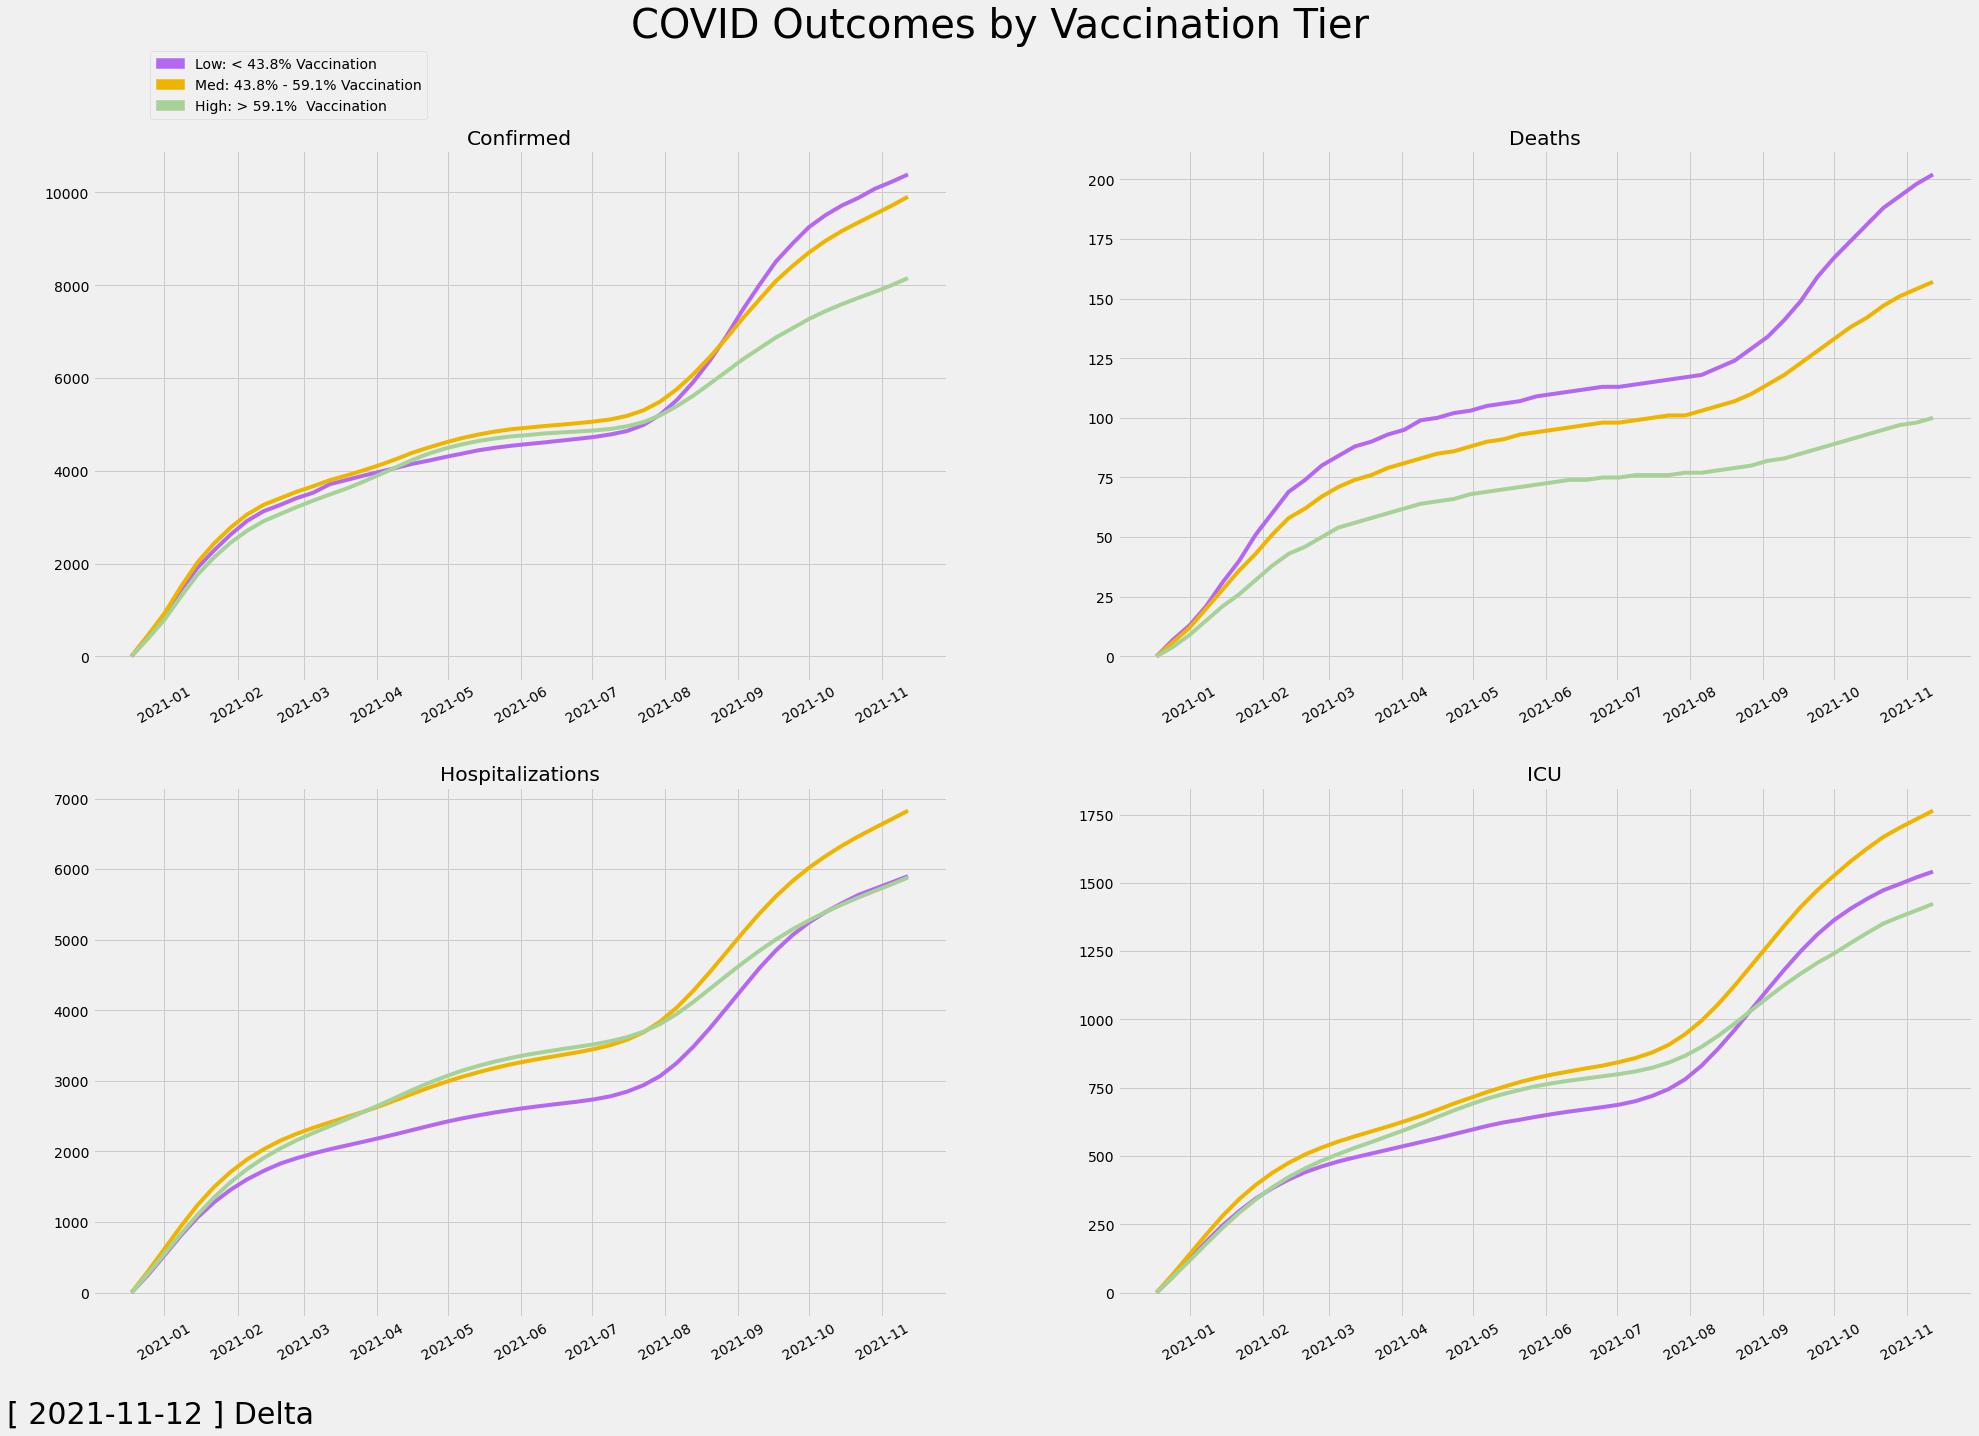 COVID Outcomes by Vaccination Tier
Low: < 43.8% Vaccination
Med: 43.8% - 59.1% Vaccination
High: > 59.1%  Vaccination
Confirmed
10000
8000
6000
4000
2000
0
2021-01 2021-02 2021-03 2021-04 2021-05 2021-06 2021-07 2021-08 2021-09 2021-10 2021-11
Deaths
200
175
150
125
100
75
50
25
0
2021-01 2021-02 2021-03 2021-04 2021-05 2021-06 2021-07 2021-08 2021-09 2021-10 2021-11
Hospitalizations
7000
6000
5000
4000
3000
2000
1000
0
2021-01 2021-02 2021-03 2021-04 2021-05 2021-06 2021-07 2021-08 2021-09 2021-10 2021-11
ICU
1750
1500
1250
1000
750
500
250
0
2021-01 2021-02 2021-03 2021-04 2021-05 2021-06 2021-07 2021-08 2021-09 2021-10 2021-11
[ 2021-11-12 ] Delta